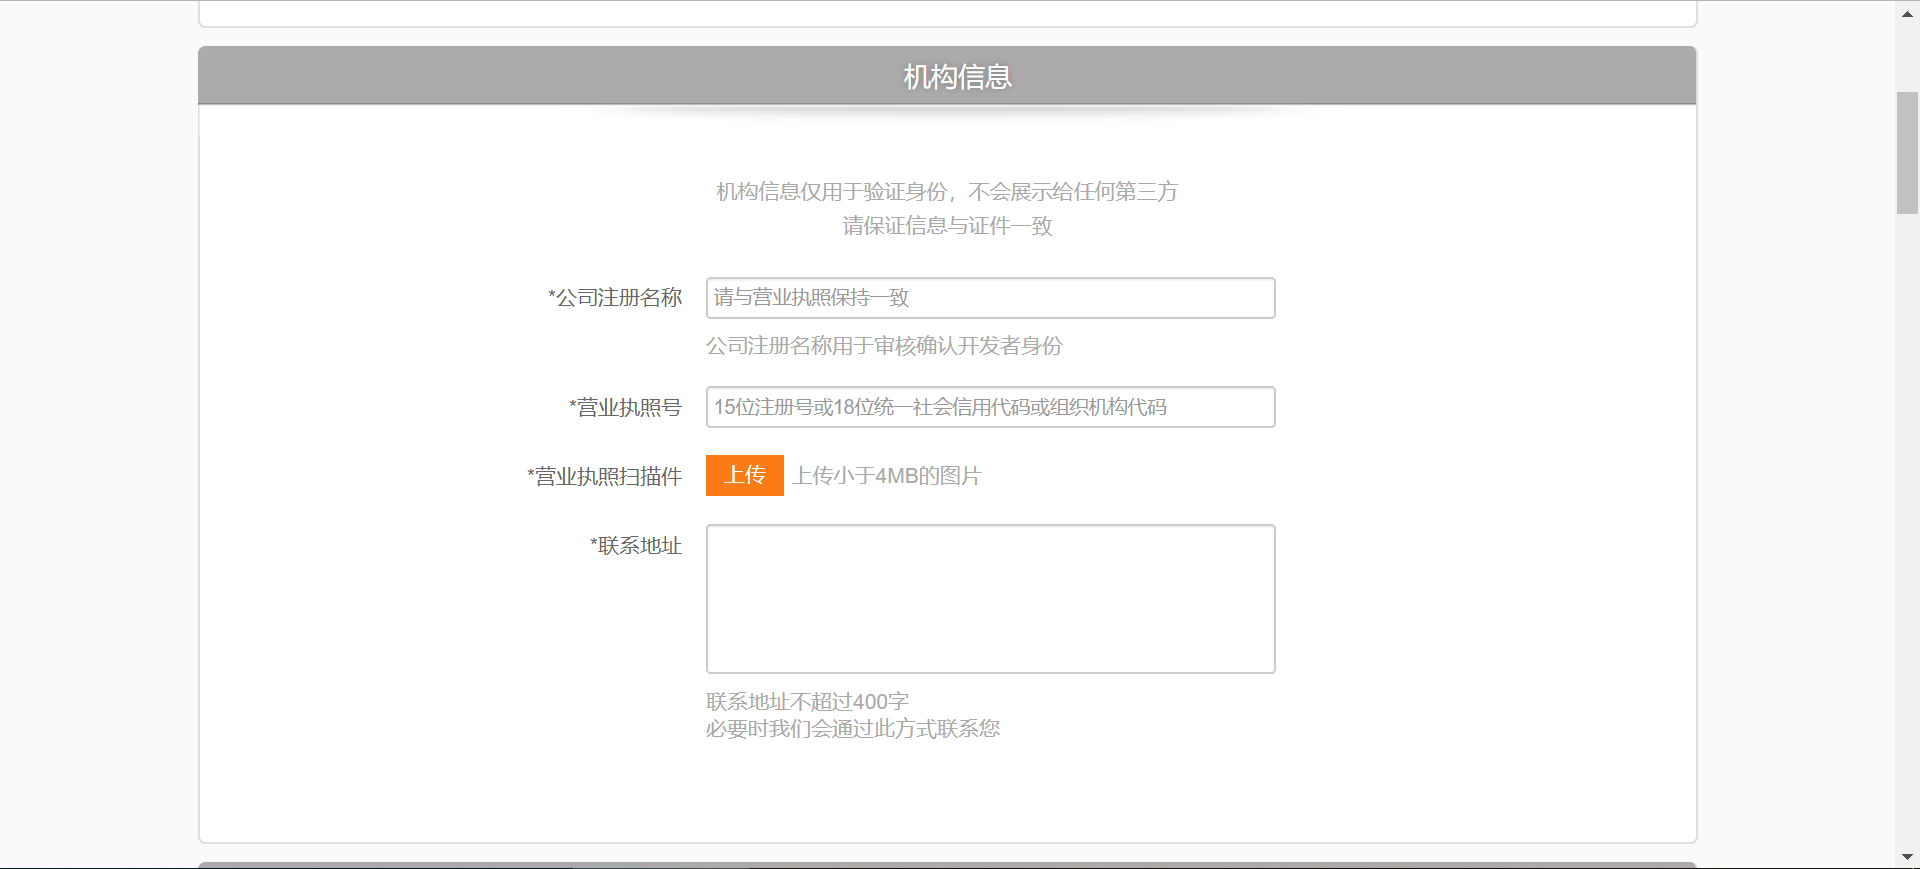 机构信息
机构信息仅用于验证身份，不会展示给任何第三方
请保证信息与证件一致
*公司注册名称
请与营业执照保持一致
公司注册名称用于审核确认开发者身份
*营业执照号
15位注册号或18位统一社会信用代码或组织机构代码
*营业执照扫描件
上传 上传小于4MB的图片
*联系地址
联系地址不超过400字
必要时我们会通过此方式联系您